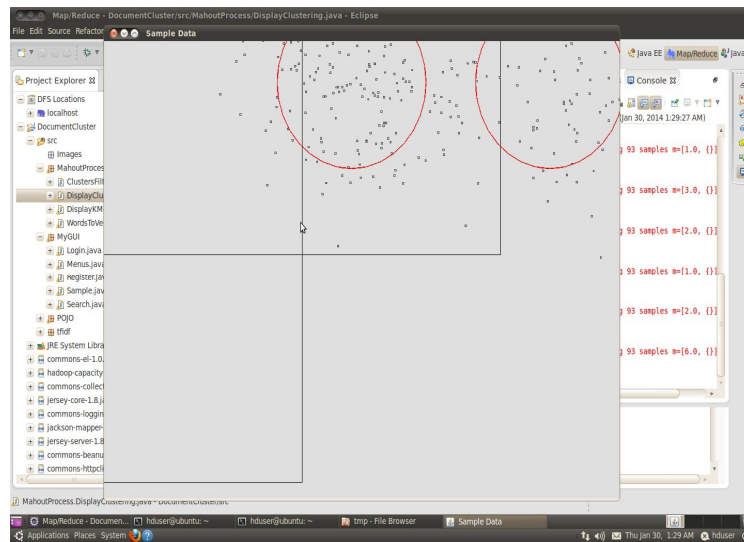 Map/Reduce - DocumentCluster/src/MahoutProcess/DisplayClustering.java - Eclipse
File Edit Source Refactor
Sample Data
Java EE
Map/Reduce
Java
Project Explorer
DFS Locations
localhost
DocumentCluster
src
Images
MahoutProces
ClustersFilt
DisplayClu
DisplayKM
WordsToVe
MyGUI
Login.java
Menus.java
Register.jav
Sample.jav
Search.java
POJO
tfidf
JRE System Libra
commons-el-1.0.
hadoop-capacity
commons-collect
jersey-core-1.8.ja
commons-loggin
jackson-mapper-
jersey-server-1.8
commons-beanu
commons-httpcli
Console
(Jan 30, 2014 1:29:27 AM)
g 93 samples m=[1.0, {}]
g 93 samples m=[3.0, {}]
g 93 samples m=[2.0, {}]
g 93 samples m=[1.0, {}]
g 93 samples m=[2.0, {}]
g 93 samples m=[6.0, {}]
MahoutProcess.DisplayClustering.java - DocumentCluster/src
Map/Reduce - Documen...
hduser@ubuntu: ~
hduser@ubuntu: ~
tmp - File Browser
Sample Data
Applications Places System
Thu Jan 30, 1:29 AM
hduser